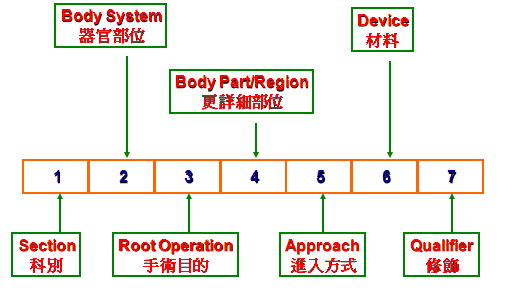 Body System
器官部位
Device
材料
Body Part/Region
更詳細部位
1 2 3 4 5 6 7
Section
科別
Root Operation
手術目的
Approach
進入方式
Qualifier
修飾